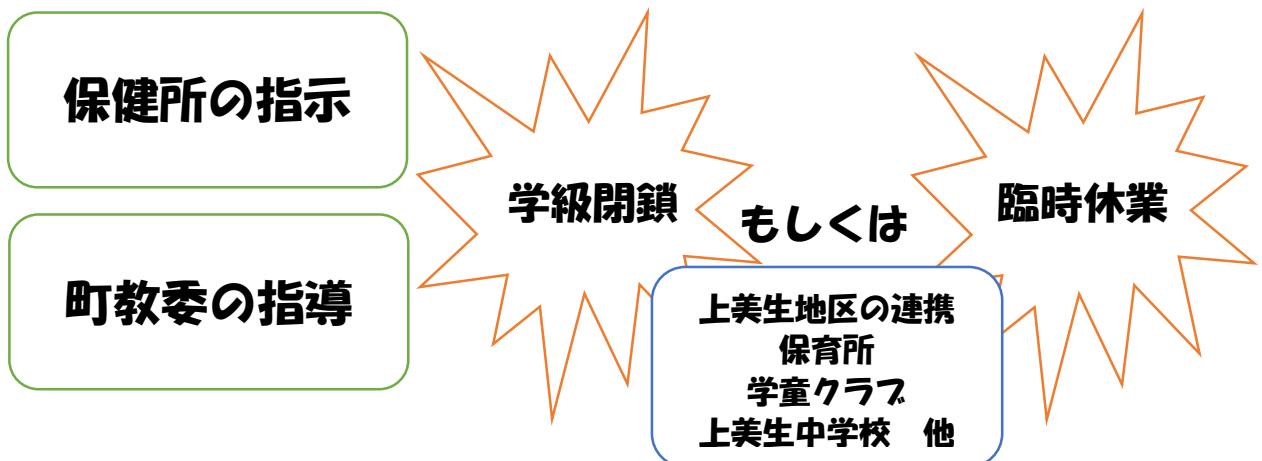 保健所の指示
町教委の指導
学級閉鎖
もしくは
臨時休業
上美生地区の連携
保育所
学童クラブ
上美生中学校　他